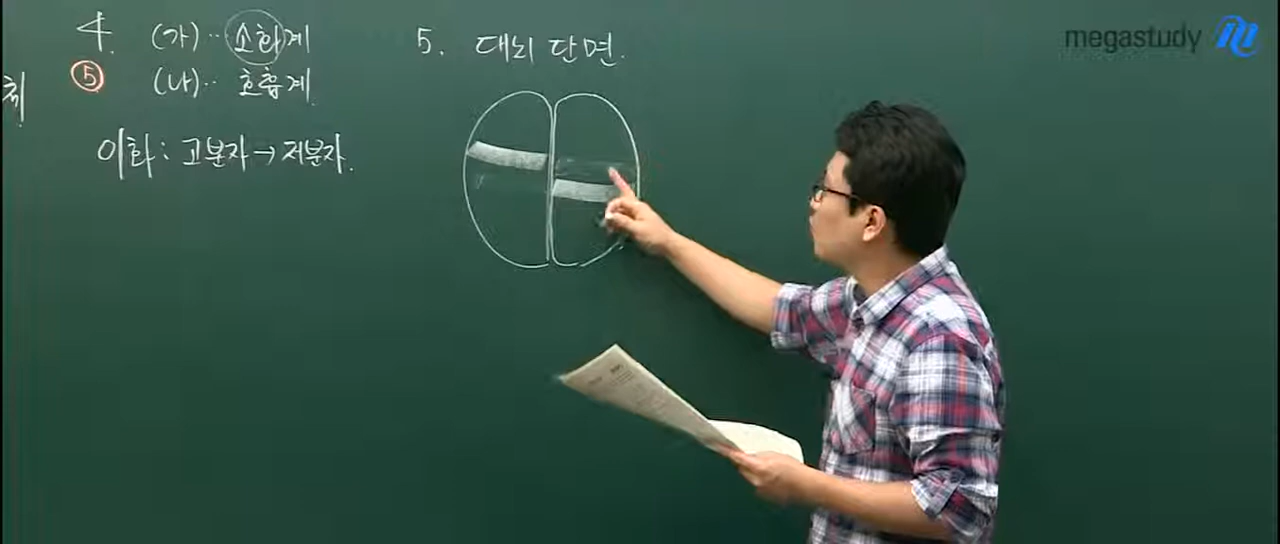 4. (가)·· 소화계
⑤ (나)·· 호흡계
이화: 고분자 → 저분자.
5. 대뇌 단면.
megastudy